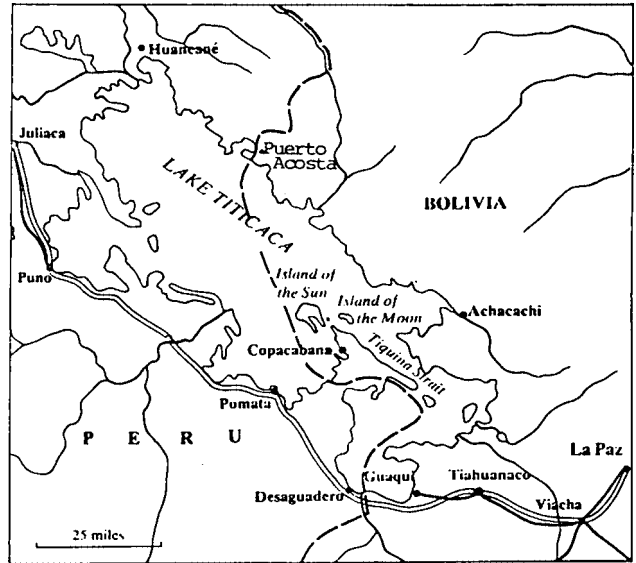 Huancané
Juliaca
Puerto
Acosta
LAKE TITICACA
BOLIVIA
Puno
Island of
the Sun
Island of
the Moon
Achacachi
Copacabana
Tiquina Strait
Pomata
PERU
La Paz
Guaqui
Tiahuanaco
Desaguadero
Viacha
25 miles